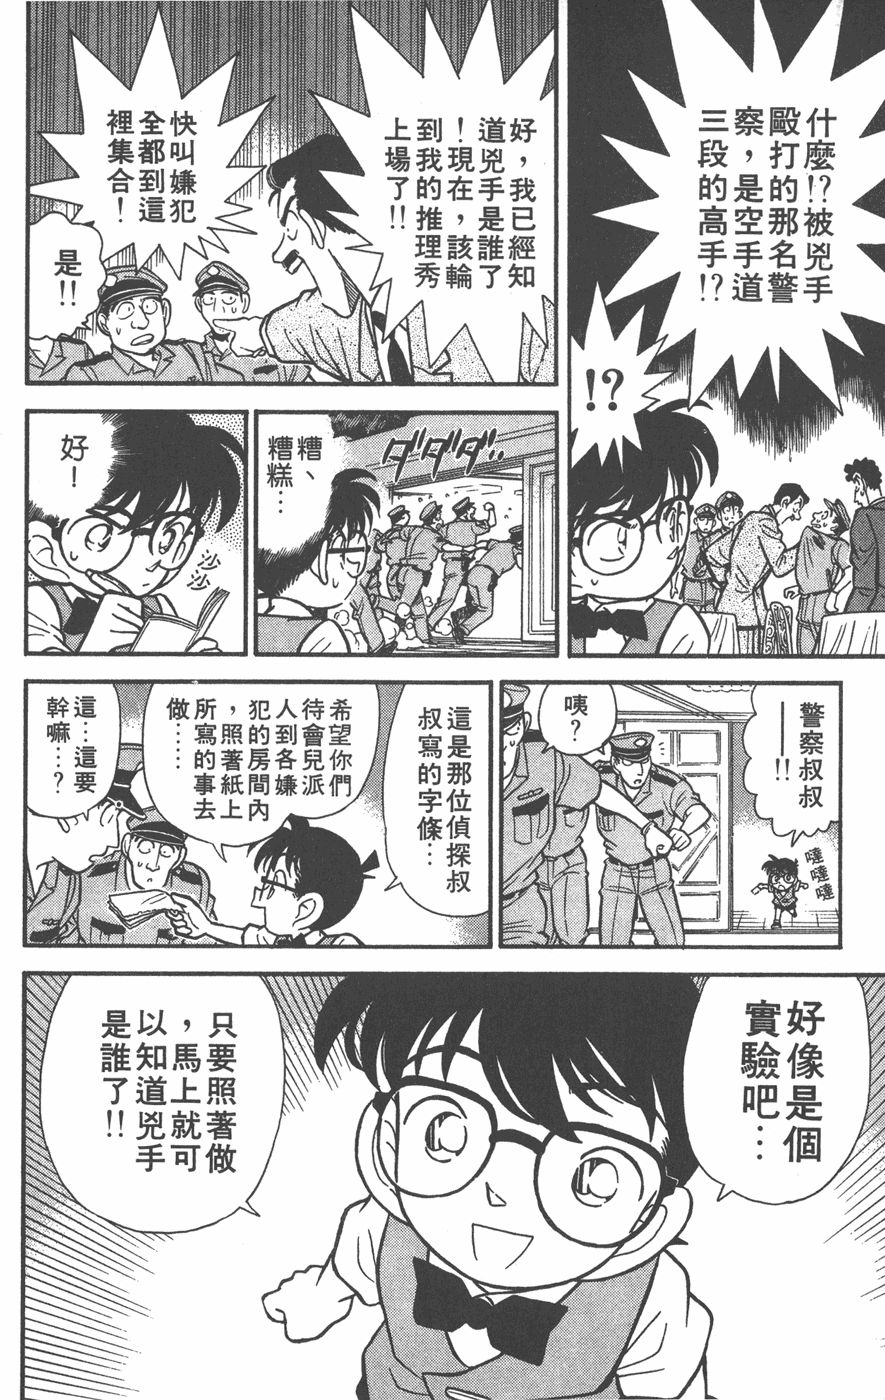 什麼!?被兇手
毆打的那名警
察，是空手道
三段的高手!?
!?
好，我已經知
道兇手是誰了
！現在，該輪
到我的推理秀
上場了!!
快叫嫌犯
全都到這
裡集合！
是!!
ダダダッ
糟、
糟糕…
好！
沙沙
警察叔叔
──!!
噠噠噠
咦？
這是那位偵探叔
叔寫的字條…
希望你們
待會兒派
人到各嫌
犯的房間內
，照著紙上
所寫的事去
做……
這…這要
幹嘛…？
好像是個
實驗吧…
只要照著做
，馬上就可
以知道兇手
是誰了!!